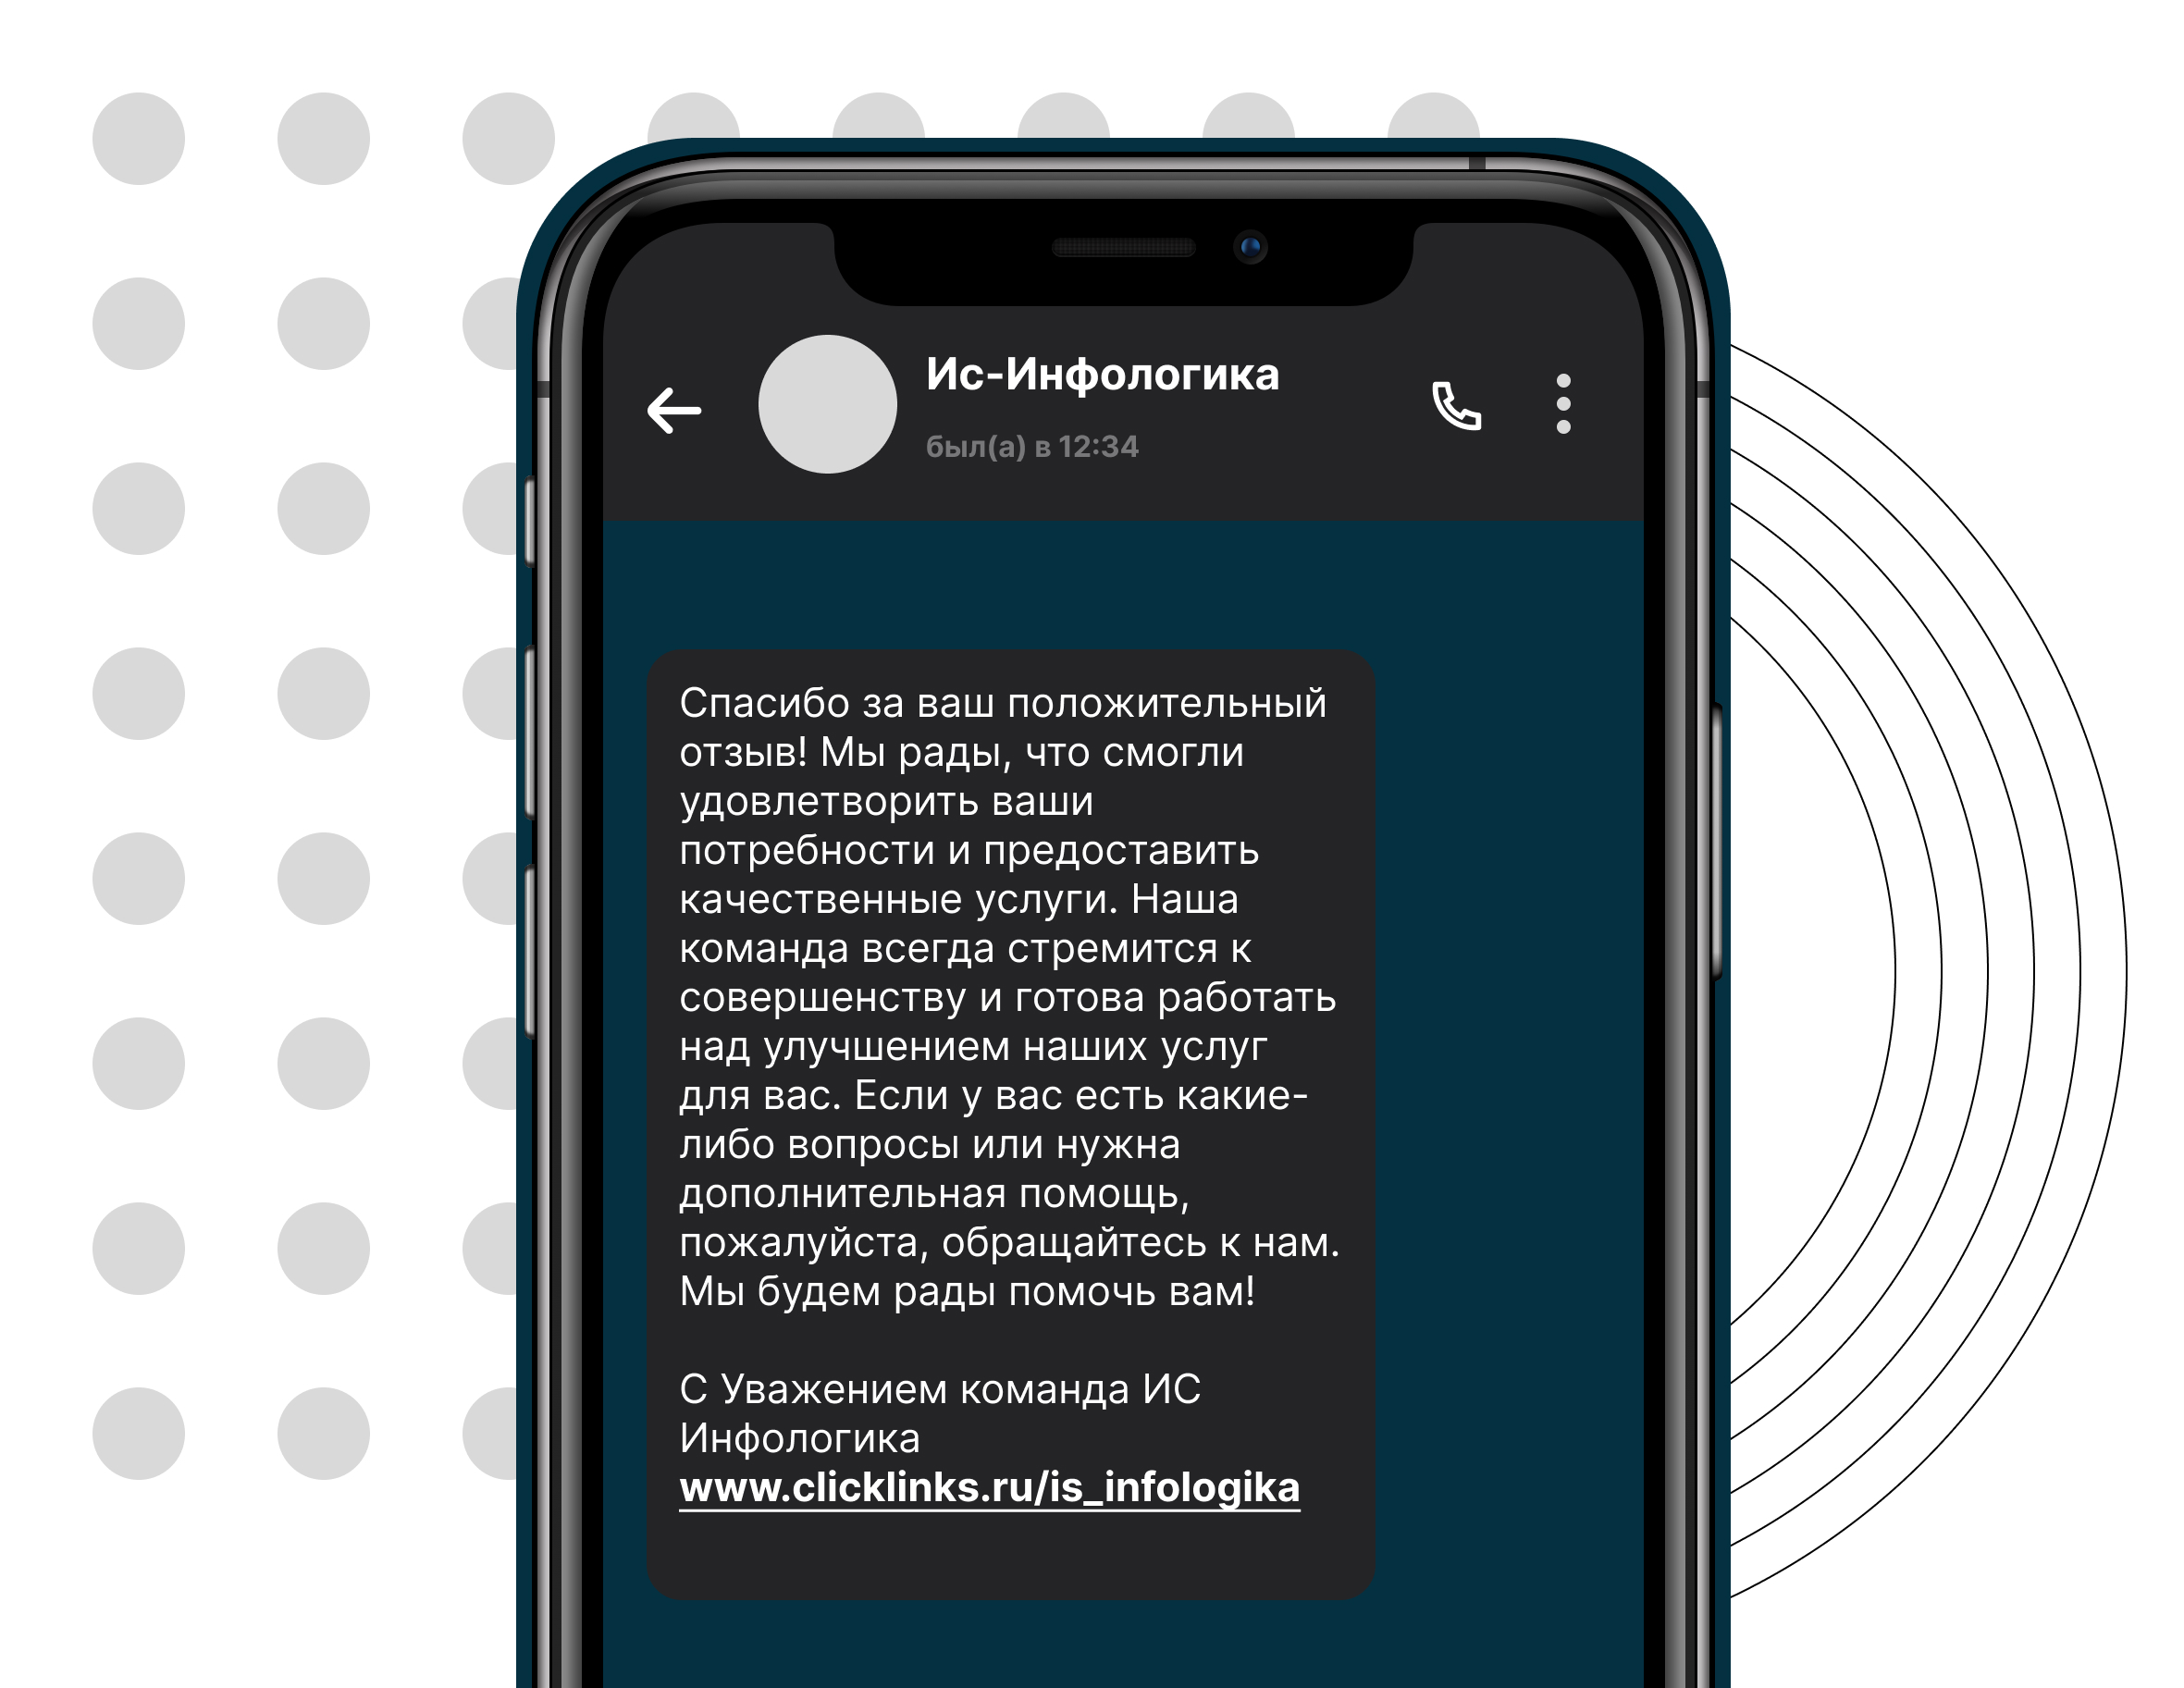 Ис-Инфологика
был(а) в 12:34
Спасибо за ваш положительный
отзыв! Мы рады, что смогли
удовлетворить ваши
потребности и предоставить
качественные услуги. Наша
команда всегда стремится к
совершенству и готова работать
над улучшением наших услуг
для вас. Если у вас есть какие-
либо вопросы или нужна
дополнительная помощь,
пожалуйста, обращайтесь к нам.
Мы будем рады помочь вам!
С Уважением команда ИС
Инфологика
www.clicklinks.ru/is_infologika